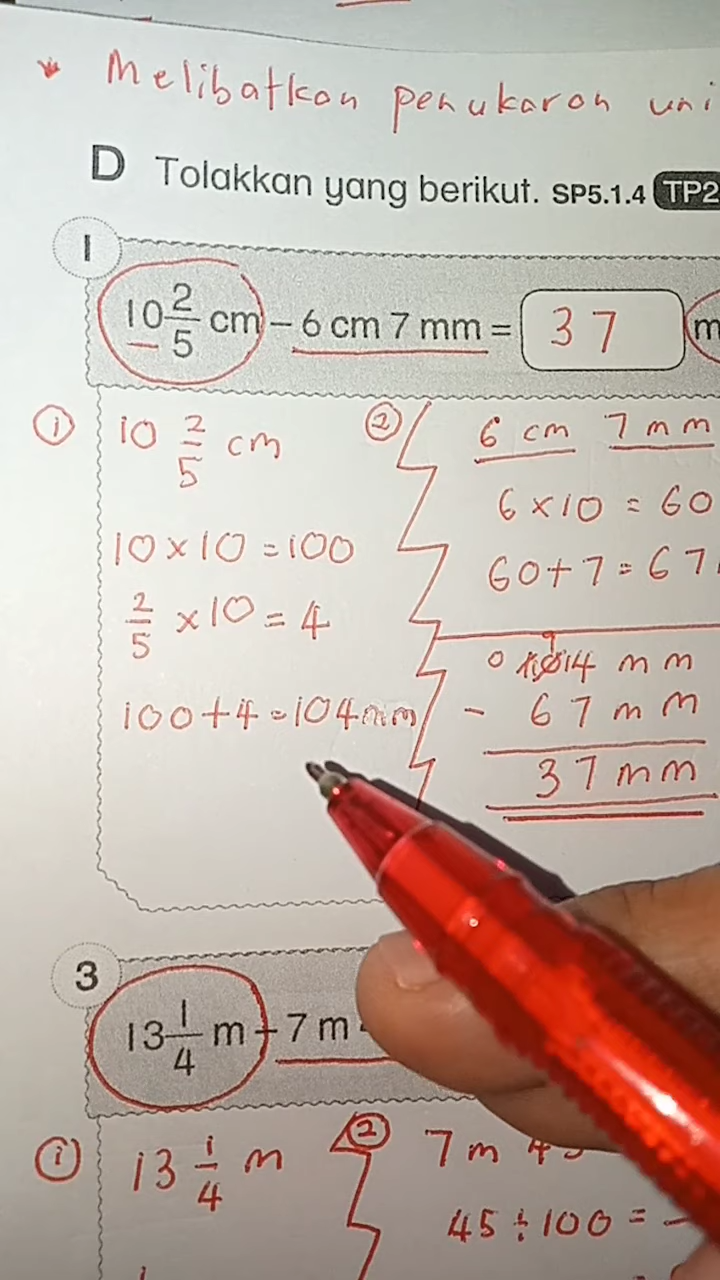 * Melibatkan penukaran uni
D Tolakkan yang berikut. SP5.1.4 TP2
1
10 2/5 cm – 6 cm 7 mm = 37 m
① 10 2/5 cm
10 × 10 = 100
2/5 × 10 = 4
100 + 4 = 104 mm
② 6 cm 7 mm
6 × 10 = 60
60 + 7 = 67
104 mm
– 67 mm
37 mm
3
13 1/4 m – 7 m
① 13 1/4 m
② 7 m 45
45 ÷ 100 =